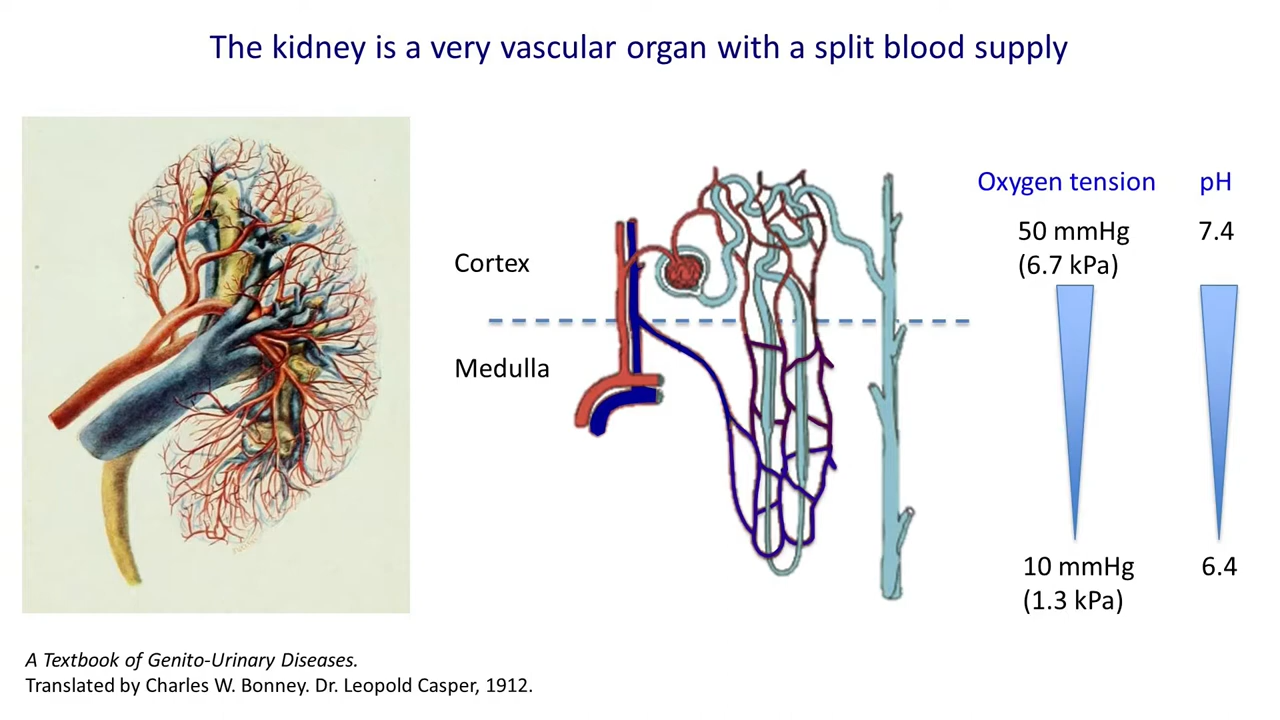 The kidney is a very vascular organ with a split blood supply
Oxygen tension
pH
50 mmHg
(6.7 kPa)
7.4
Cortex
Medulla
10 mmHg
(1.3 kPa)
6.4
A Textbook of Genito-Urinary Diseases.
Translated by Charles W. Bonney. Dr. Leopold Casper, 1912.